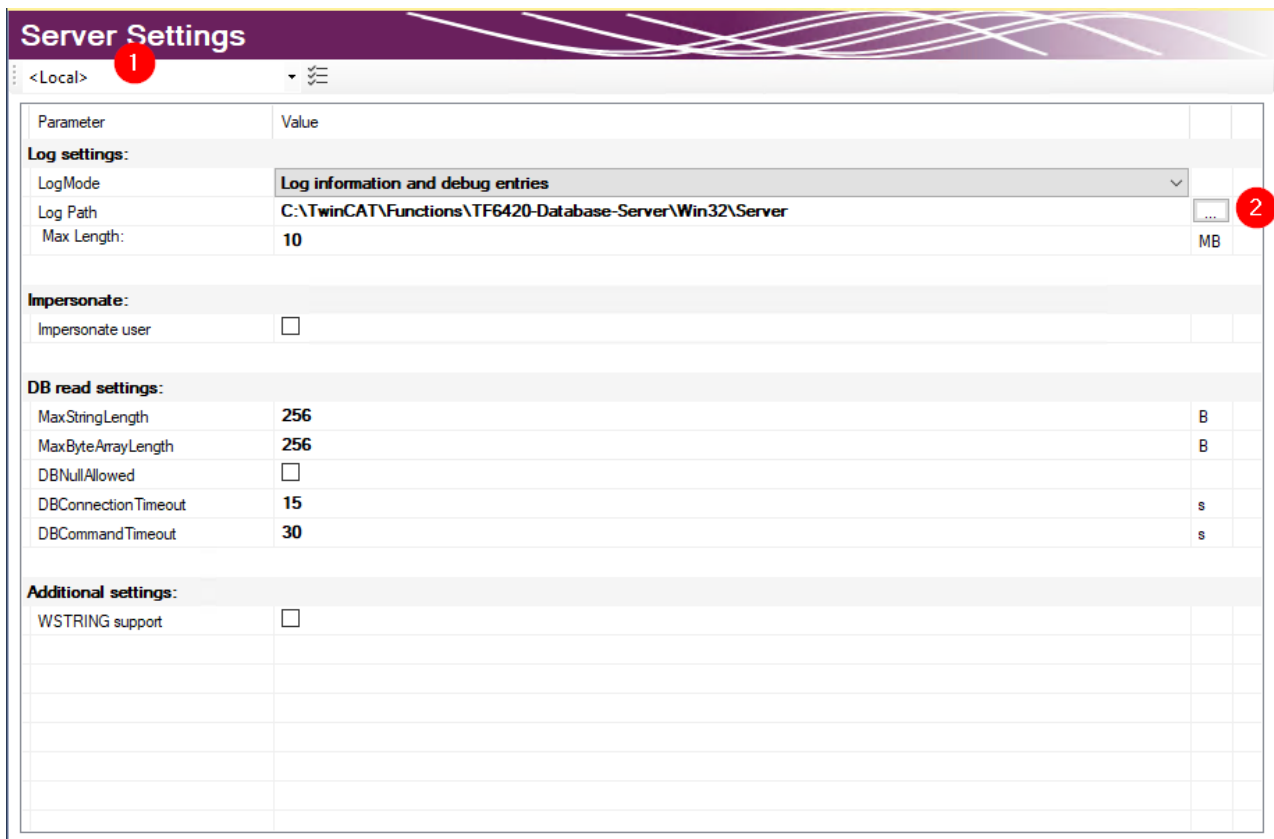 Server Settings
1
<Local>
Parameter Value
Log settings:
LogMode Log information and debug entries
Log Path C:\TwinCAT\Functions\TF6420-Database-Server\Win32\Server ... 2
Max Length: 10 MB
Impersonate:
Impersonate user
DB read settings:
MaxStringLength 256 B
MaxByteArrayLength 256 B
DBNullAllowed
DBConnectionTimeout 15 s
DBCommandTimeout 30 s
Additional settings:
WSTRING support